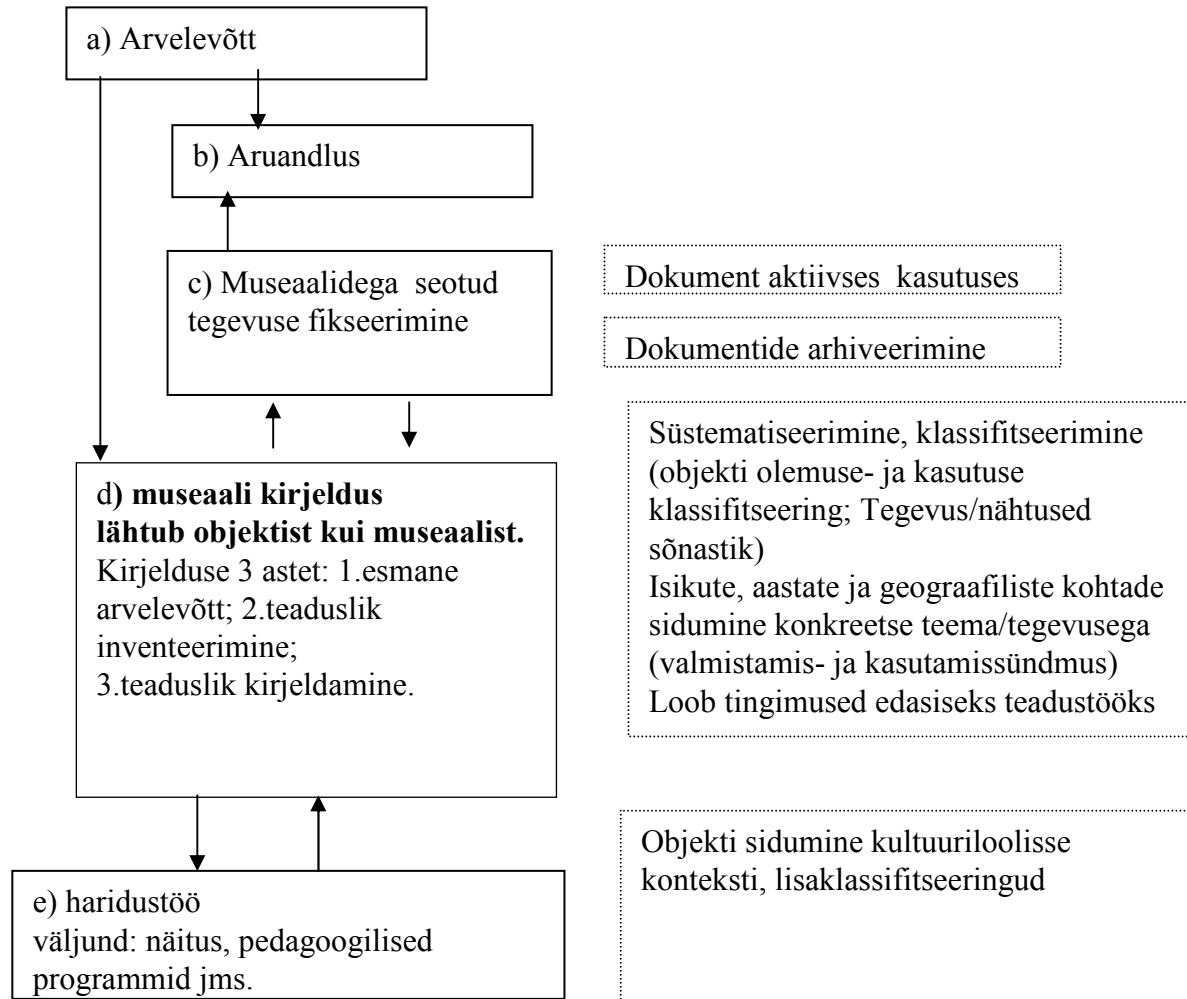 a) Arvelevõtt
b) Aruandlus
c) Museaalidega seotud
tegevuse fikseerimine
Dokument aktiivses kasutuses
Dokumentide arhiveerimine
d) museaali kirjeldus
lähtub objektist kui museaalist.
Kirjelduse 3 astet: 1.esmane
arvelevõtt; 2.teaduslik
inventeerimine;
3.teaduslik kirjeldamine.
Süstematiseerimine, klassifitseerimine
(objekti olemuse- ja kasutuse
klassifitseering; Tegevus/nähtused
sõnastik)
Isikute, aastate ja geograafiliste kohtade
sidumine konkreetse teema/tegevusega
(valmistamis- ja kasutamissündmus)
Loob tingimused edasiseks teadustööks
e) haridustöö
väljund: näitus, pedagoogilised
programmid jms.
Objekti sidumine kultuuriloolisse
konteksti, lisaklassifitseeringud